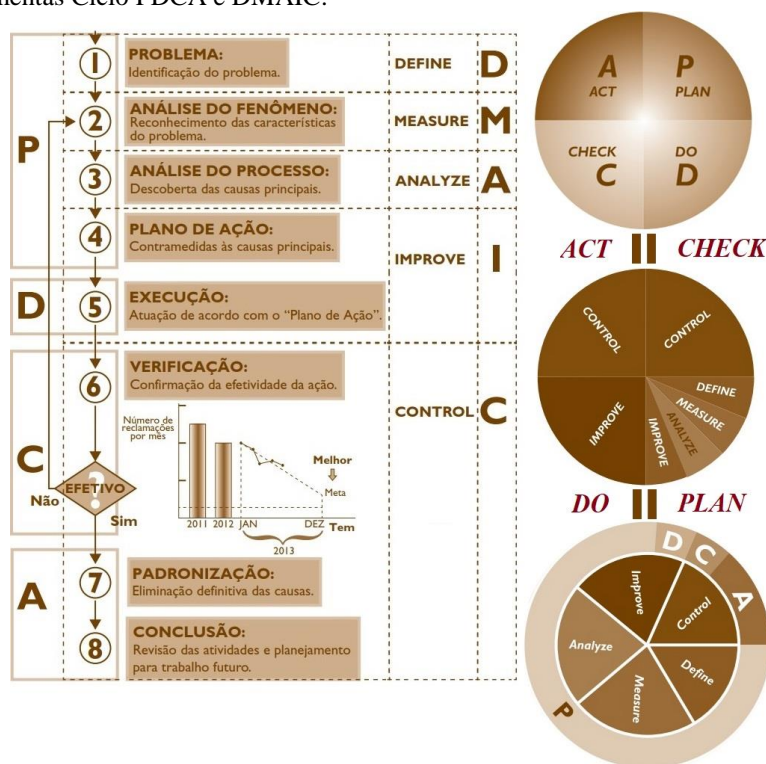 mentas Ciclo PDCA e DMAIC.
P
1
PROBLEMA:
Identificação do problema.
DEFINE
D
2
ANÁLISE DO FENÔMENO:
Reconhecimento das características
do problema.
MEASURE
M
3
ANÁLISE DO PROCESSO:
Descoberta das causas principais.
ANALYZE
A
4
PLANO DE AÇÃO:
Contramedidas às causas principais.
IMPROVE
I
D
5
EXECUÇÃO:
Atuação de acordo com o “Plano de Ação”.
C
6
VERIFICAÇÃO:
Confirmação da efetividade da ação.
CONTROL
C
Número de
reclamações
por mês
Melhor
Meta
2011
2012
JAN
DEZ
Tem
2013
?
EFETIVO
Não
Sim
A
7
PADRONIZAÇÃO:
Eliminação definitiva das causas.
8
CONCLUSÃO:
Revisão das atividades e planejamento
para trabalho futuro.
A
ACT
P
PLAN
CHECK
C
DO
D
ACT
CHECK
CONTROL
CONTROL
DEFINE
MEASURE
ANALYZE
IMPROVE
IMPROVE
DO
PLAN
D
C
A
P
Improve
Control
Analyze
Define
Measure